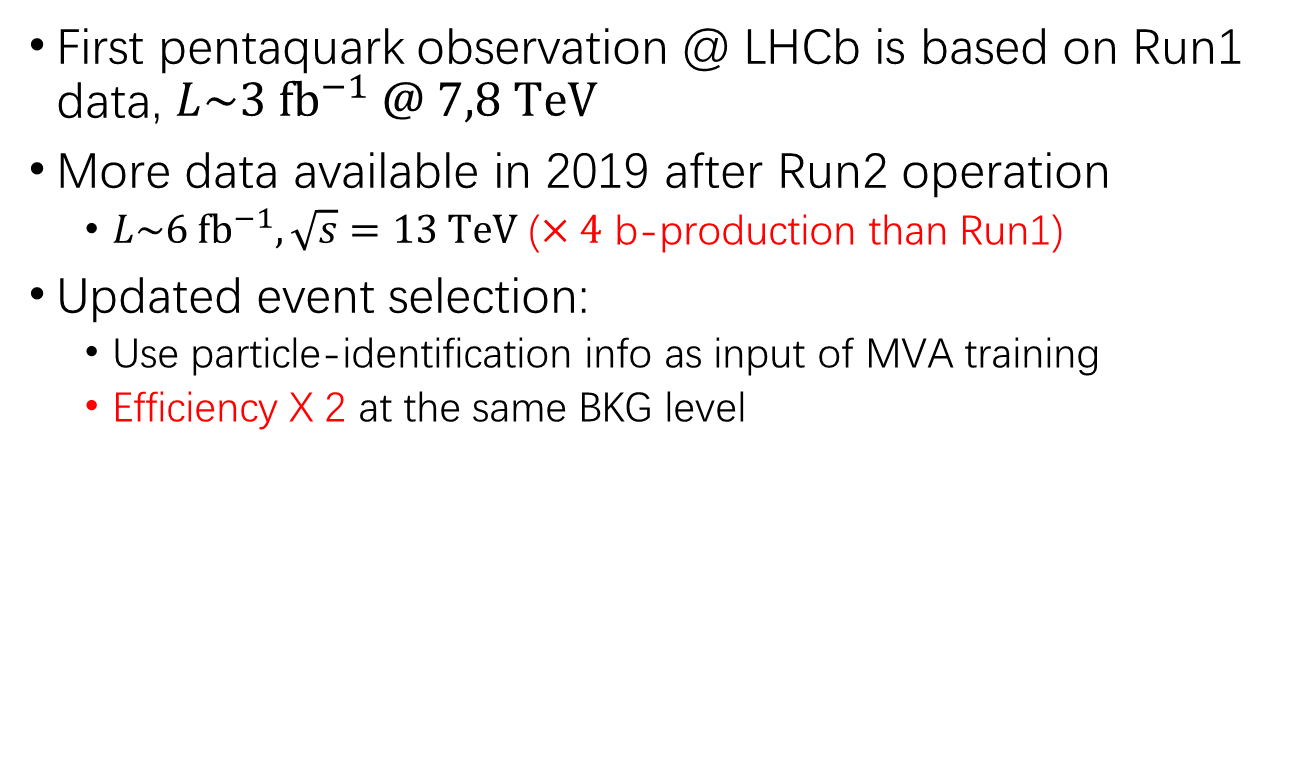 • First pentaquark observation @ LHCb is based on Run1
data, L~3 fb⁻¹ @ 7,8 TeV
• More data available in 2019 after Run2 operation
• L~6 fb⁻¹, √s = 13 TeV (× 4 b-production than Run1)
• Updated event selection:
• Use particle-identification info as input of MVA training
• Efficiency X 2 at the same BKG level